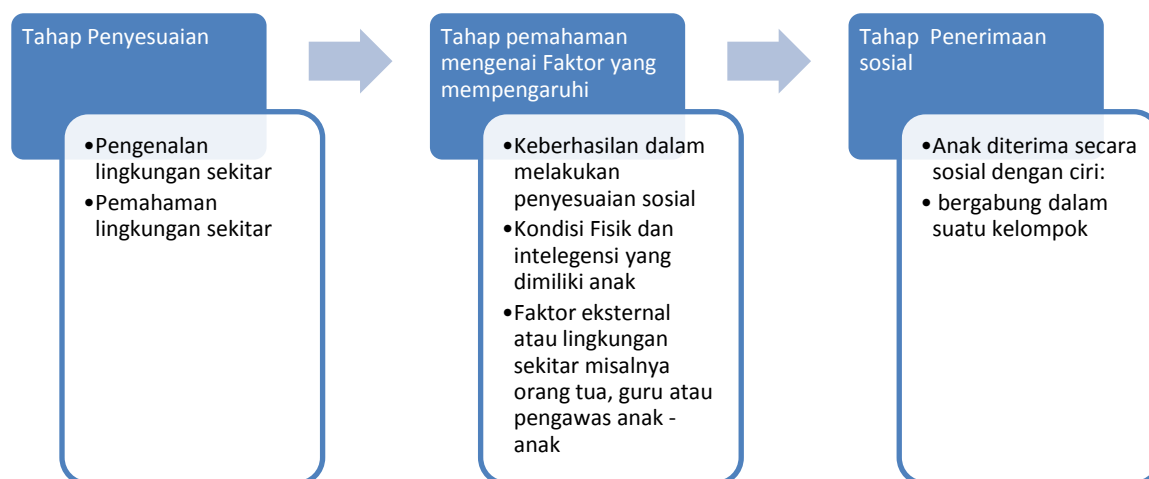 Tahap Penyesuaian
•Pengenalan
lingkungan sekitar
•Pemahaman
lingkungan sekitar
Tahap pemahaman
mengenai Faktor yang
mempengaruhi
•Keberhasilan dalam
melakukan
penyesuaian sosial
•Kondisi Fisik dan
intelegensi yang
dimiliki anak
•Faktor eksternal
atau lingkungan
sekitar misalnya
orang tua, guru atau
pengawas anak -
anak
Tahap Penerimaan
sosial
•Anak diterima secara
sosial dengan ciri:
• bergabung dalam
suatu kelompok